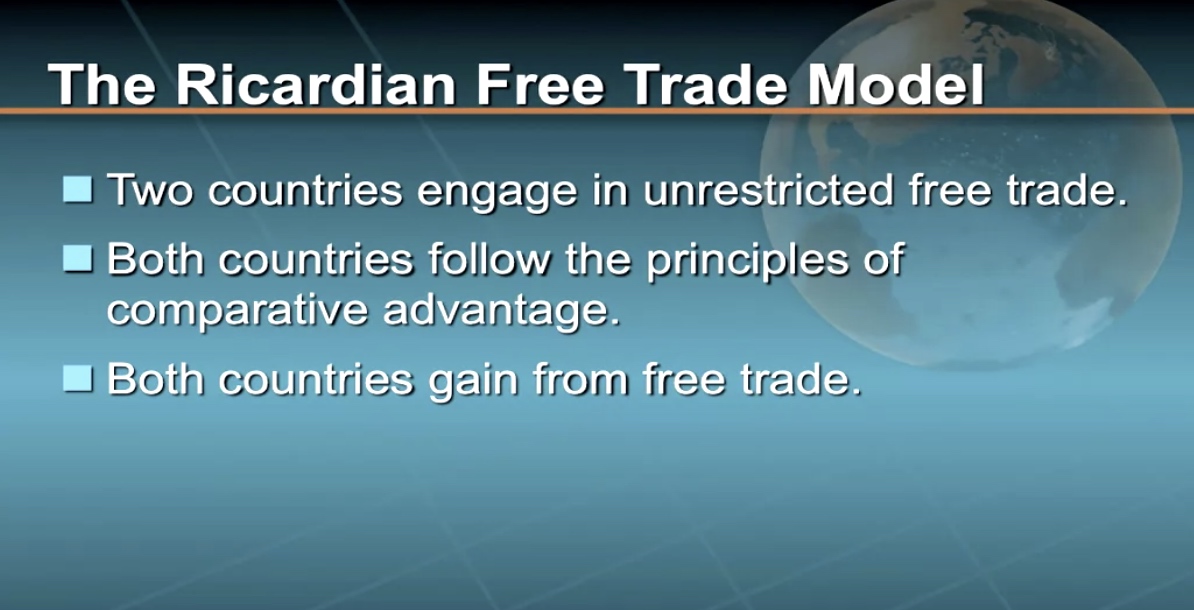 The Ricardian Free Trade Model
Two countries engage in unrestricted free trade.
Both countries follow the principles of
comparative advantage.
Both countries gain from free trade.